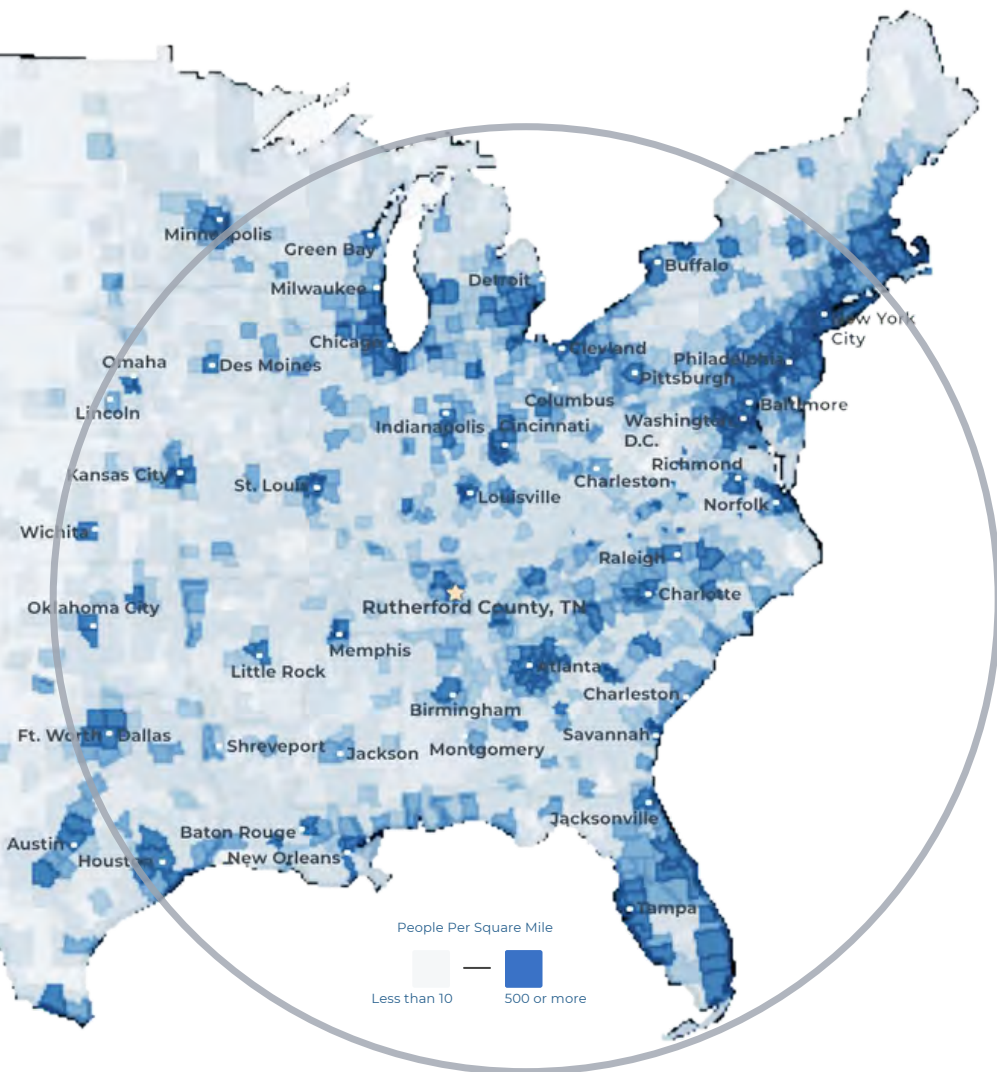 Minneapolis
Green Bay
Buffalo
Detroit
Milwaukee
New York
City
Chicago
Clevland
Philadelphia
Omaha
Des Moines
Pittsburgh
Columbus
Baltimore
Lincoln
Indianapolis
Cincinnati
Washington
D.C.
Richmond
Kansas City
St. Louis
Charleston
Louisville
Norfolk
Wichita
Raleigh
Oklahoma City
Rutherford County, TN
Charlotte
Memphis
Little Rock
Atlanta
Charleston
Birmingham
Ft. Worth
Dallas
Shreveport
Jackson
Montgomery
Savannah
Jacksonville
Baton Rouge
Austin
Houston
New Orleans
Tampa
People Per Square Mile
Less than 10
500 or more